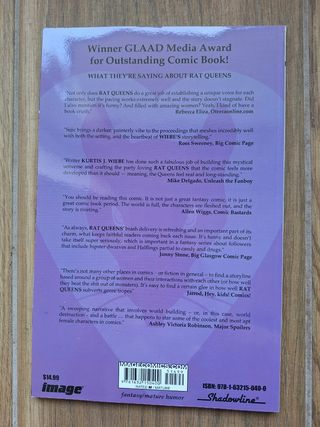 Winner GLAAD Media Award
for Outstanding Comic Book!
WHAT THEY'RE SAYING ABOUT RAT QUEENS
"Not only does RAT QUEENS do a great job of establishing a unique voice for each
character, but the pacing works extremely well and the story doesn't stagnate. Did
I also mention it's funny? And filled with amazing women? Yeah, I kind of have a
book crush."
Rebecca Eliza, Omrmanline.com
brings a darker painterly vibe to the proceedings that meshes incredibly well
with both the setting, and the heartbeat of WIEBE'S storytelling."
Ross Sweeney, Big Comic Page
"Writer KURTIS J. WIEBE has done such a fabulous job of building this mystical
universe and crafting the party loving RAT QUEENS that the comic feels more
developed than it should — meaning, the Queens feel real and long-standing."
Mike Delgado, Unleash the Fanboy
"You should be reading this comic. It is not just a great fantasy comic, it is just a
great comic book period. The world is full, the characters are fleshed out, and the
story is riveting."
Allen Wiggs, Comic Bastards
"As always, RAT QUEENS' brash delivery is refreshing and an important part of its
charm, what keeps faithful readers coming back each issue. It's funny and doesn't
take itself super seriously, which is important in a fantasy series about followers
that include hipster dwarves and Halflings partial to candy and drugs."
Janny Stone, Big Glasgow Comic Page
"There's not many other places in comics – or fiction in general – to find a storyline
based around a group of women and their interactions with each other (or how well
they beat the shit out of monsters). It's easy to find a certain glee in how well RAT
QUEENS subverts genre tropes"
Jarrod, Hey, kids! Comics!
"A sweeping narrative that involves world building – or, in this case, world
destruction – and a battle ... that happens to star some of the coolest and most apt
female characters in comics."
Ashley Victoria Robinson, Major Spoilers
$14.99
image
IMAGECOMICS.COM
RATED M / MATURE
fantasy/mature humor
ISBN: 978-1-63215-040-0
Shadowline